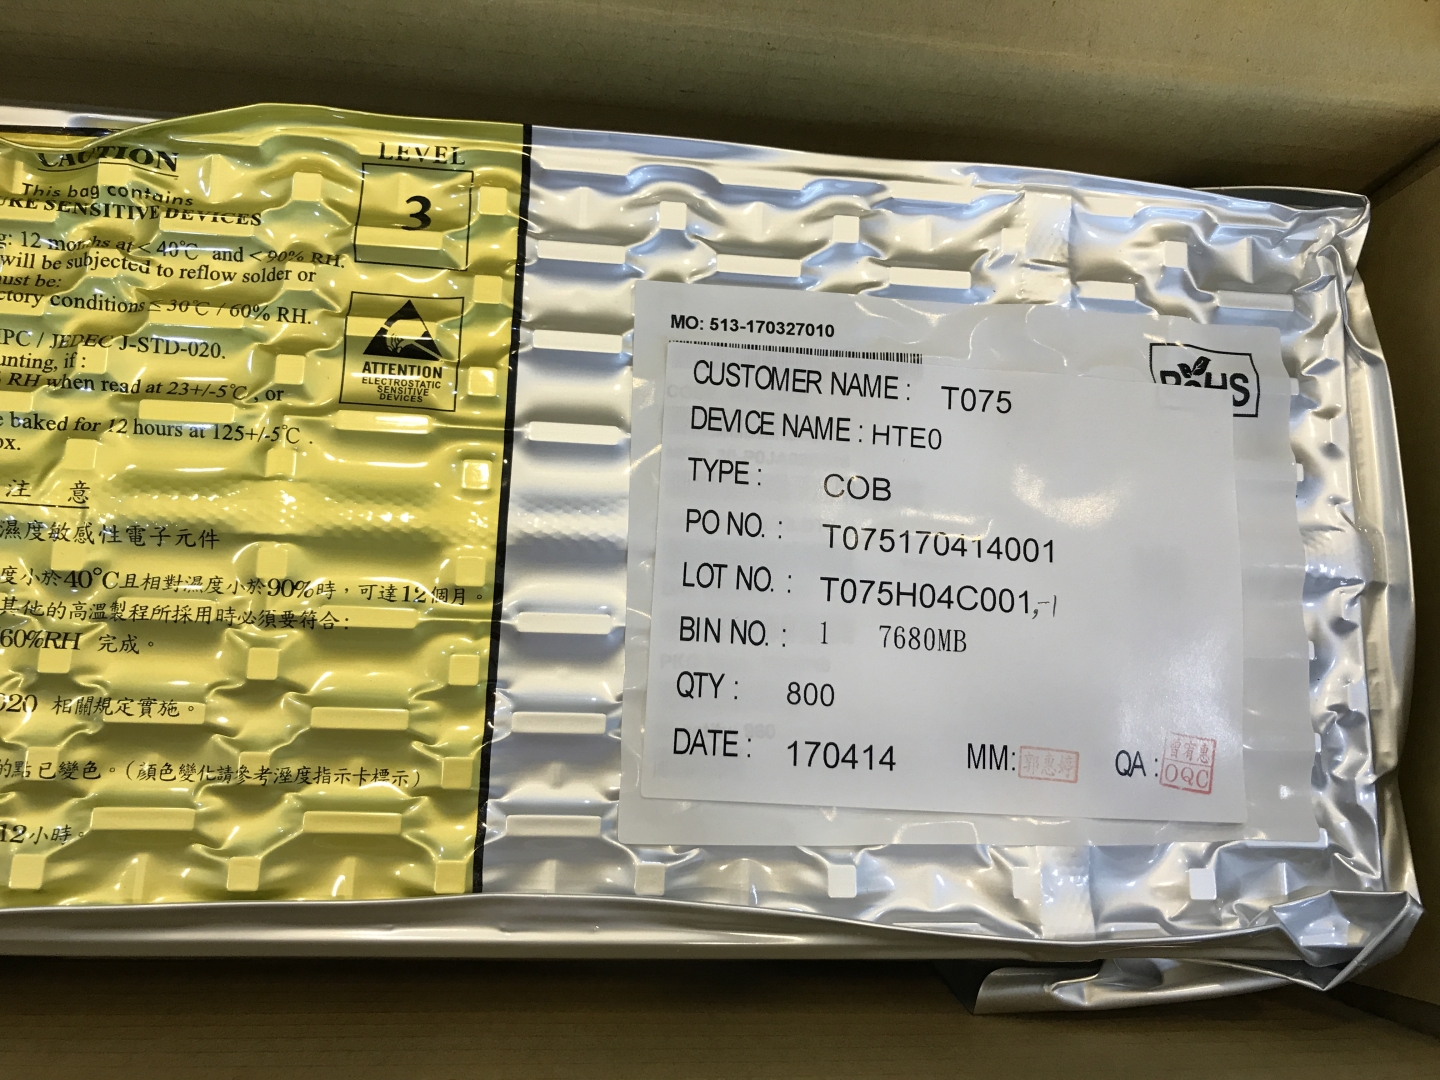 CAUTION
This bag contains
URE SENSITIVE DEVICES
LEVEL
3
g: 12 months at < 40°C and < 90% RH.
will be subjected to reflow solder or
must be:
ctory conditions ≤ 30°C / 60% RH.
IPC / JEDEC J-STD-020.
unting, if :
% RH when read at 23+/-5°C , or
e baked for 12 hours at 125+/-5°C .
ox.
ATTENTION
ELECTROSTATIC
SENSITIVE
DEVICES
注 意
濕度敏感性電子元件
度小於40°C且相對濕度小於90%時，可達12個月。
其他的高溫製程所採用時必須要符合：
60%RH 完成。
020 相關規定實施。
的點已變色。（顏色變化請參考溼度指示卡標示）
12小時。
MO: 513-170327010
RoHS
CUSTOMER NAME : T075
DEVICE NAME : HTE0
TYPE : COB
PO NO. : T075170414001
LOT NO. : T075H04C001,-1
BIN NO. : 1 7680MB
QTY : 800
DATE : 170414 MM: QA :
OQC